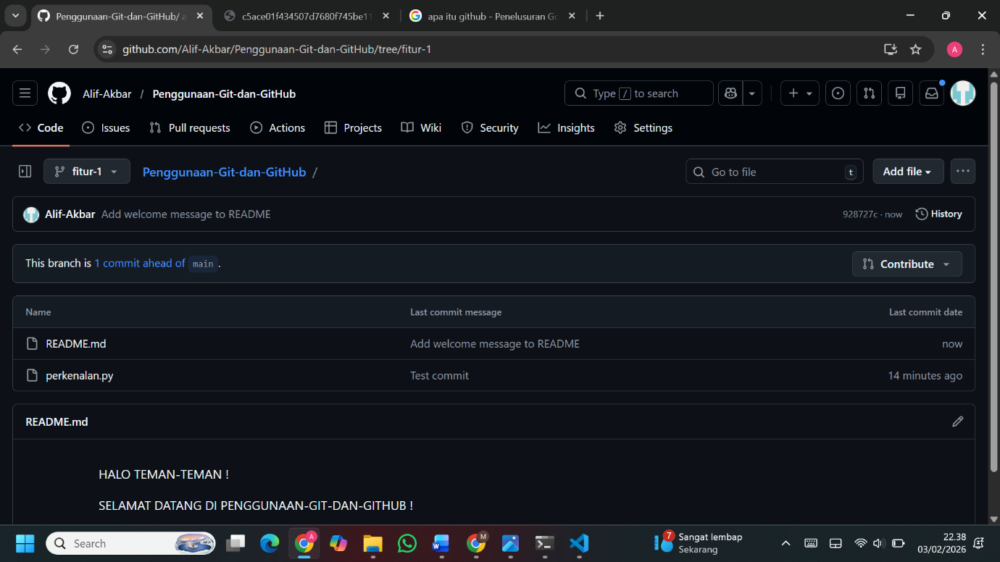 Penggunaan-Git-dan-GitHub/ a
c5ace01f434507d7680f745be11
apa itu github - Penelusuran Go
github.com/Alif-Akbar/Penggunaan-Git-dan-GitHub/tree/fitur-1
A
Alif-Akbar / Penggunaan-Git-dan-GitHub
Type / to search
Code Issues Pull requests Actions Projects Wiki Security Insights Settings
fitur-1 Penggunaan-Git-dan-GitHub / Go to file t Add file
Alif-Akbar Add welcome message to README 928727c · now History
This branch is 1 commit ahead of main . Contribute
Name Last commit message Last commit date
README.md Add welcome message to README now
perkenalan.py Test commit 14 minutes ago
README.md
HALO TEMAN-TEMAN !
SELAMAT DATANG DI PENGGUNAAN-GIT-DAN-GITHUB !
Search
A
M
7
Sangat lembap
Sekarang
22.38
03/02/2026